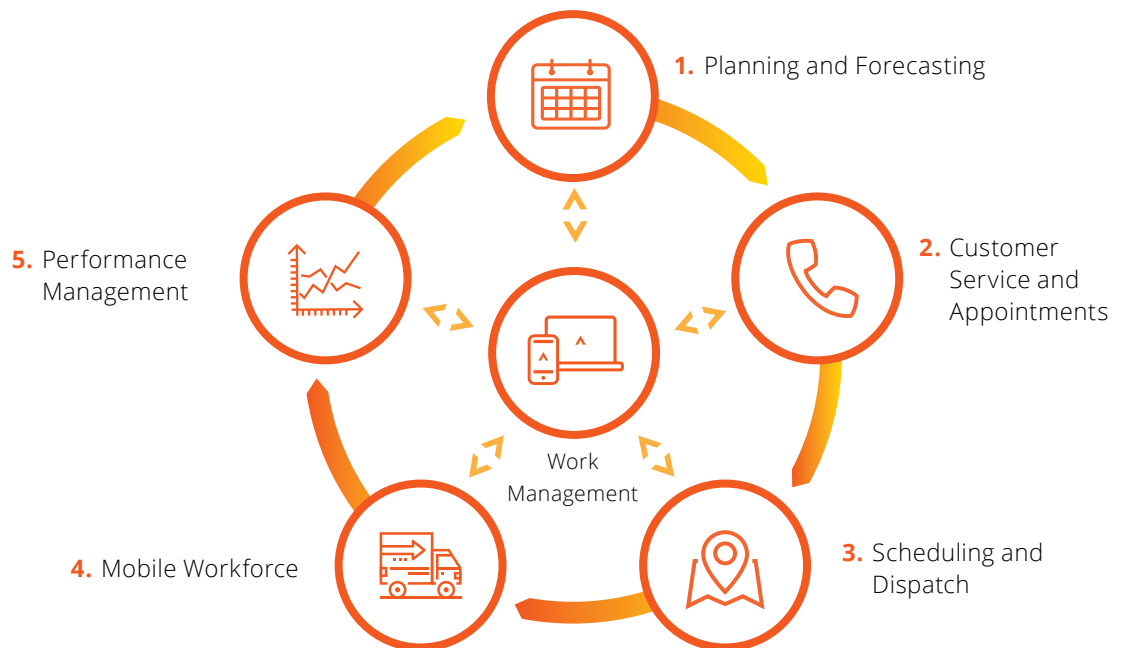 1. Planning and Forecasting
2. Customer
Service and
Appointments
3. Scheduling and
Dispatch
4. Mobile Workforce
5. Performance
Management
Work
Management